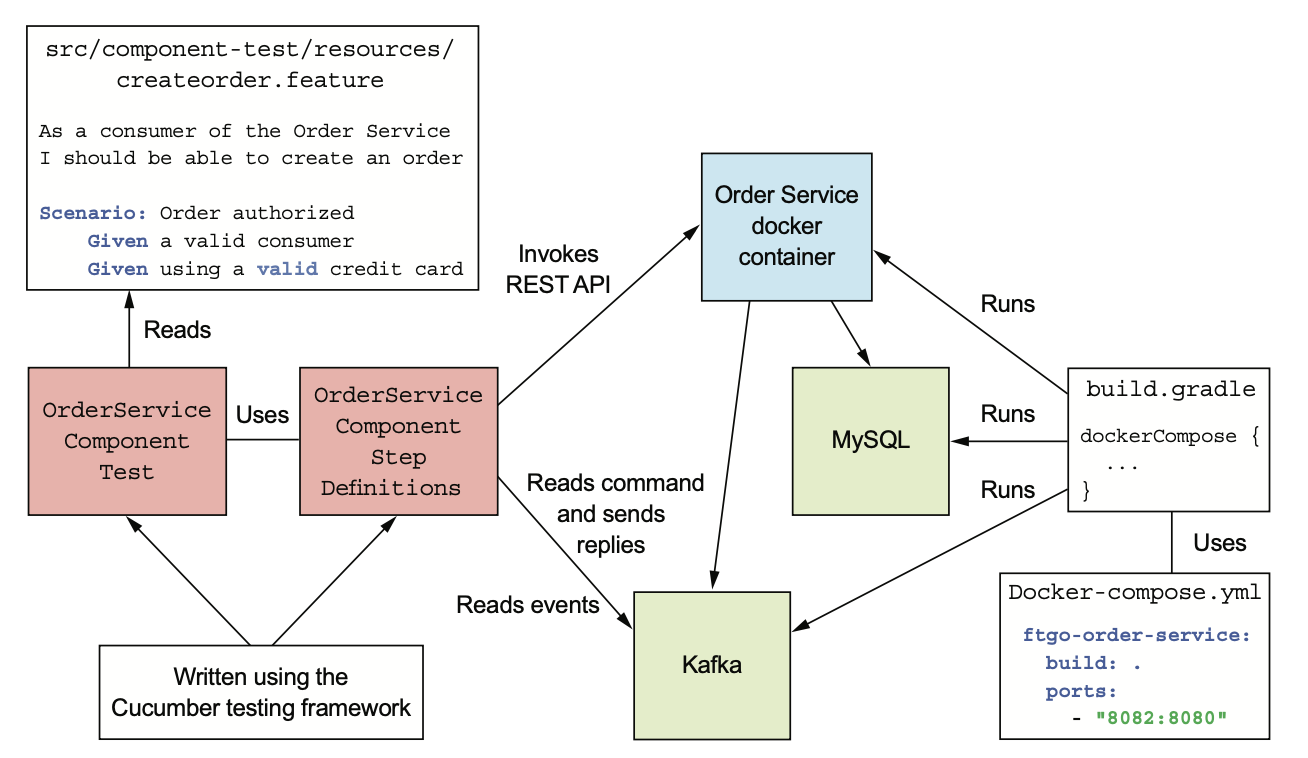 src/component-test/resources/
createorder.feature
As a consumer of the Order Service
I should be able to create an order
Scenario: Order authorized
Given a valid consumer
Given using a valid credit card
Reads
OrderService
Component
Test
Uses
OrderService
Component
Step
Definitions
Written using the
Cucumber testing framework
Invokes
REST API
Reads command
and sends
replies
Reads events
Order Service
docker
container
MySQL
Kafka
Runs
Runs
Runs
build.gradle
dockerCompose {
...
}
Uses
Docker-compose.yml
ftgo-order-service:
build: .
ports:
- "8082:8080"